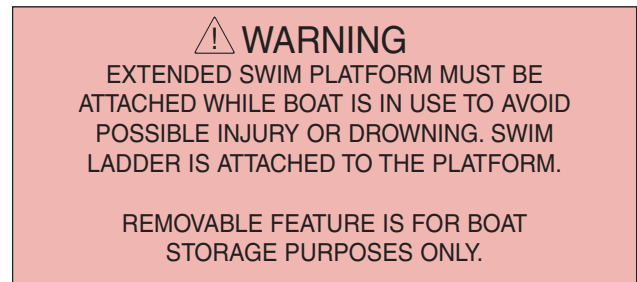 ⚠ WARNING
EXTENDED SWIM PLATFORM MUST BE
ATTACHED WHILE BOAT IS IN USE TO AVOID
POSSIBLE INJURY OR DROWNING. SWIM
LADDER IS ATTACHED TO THE PLATFORM.
REMOVABLE FEATURE IS FOR BOAT
STORAGE PURPOSES ONLY.